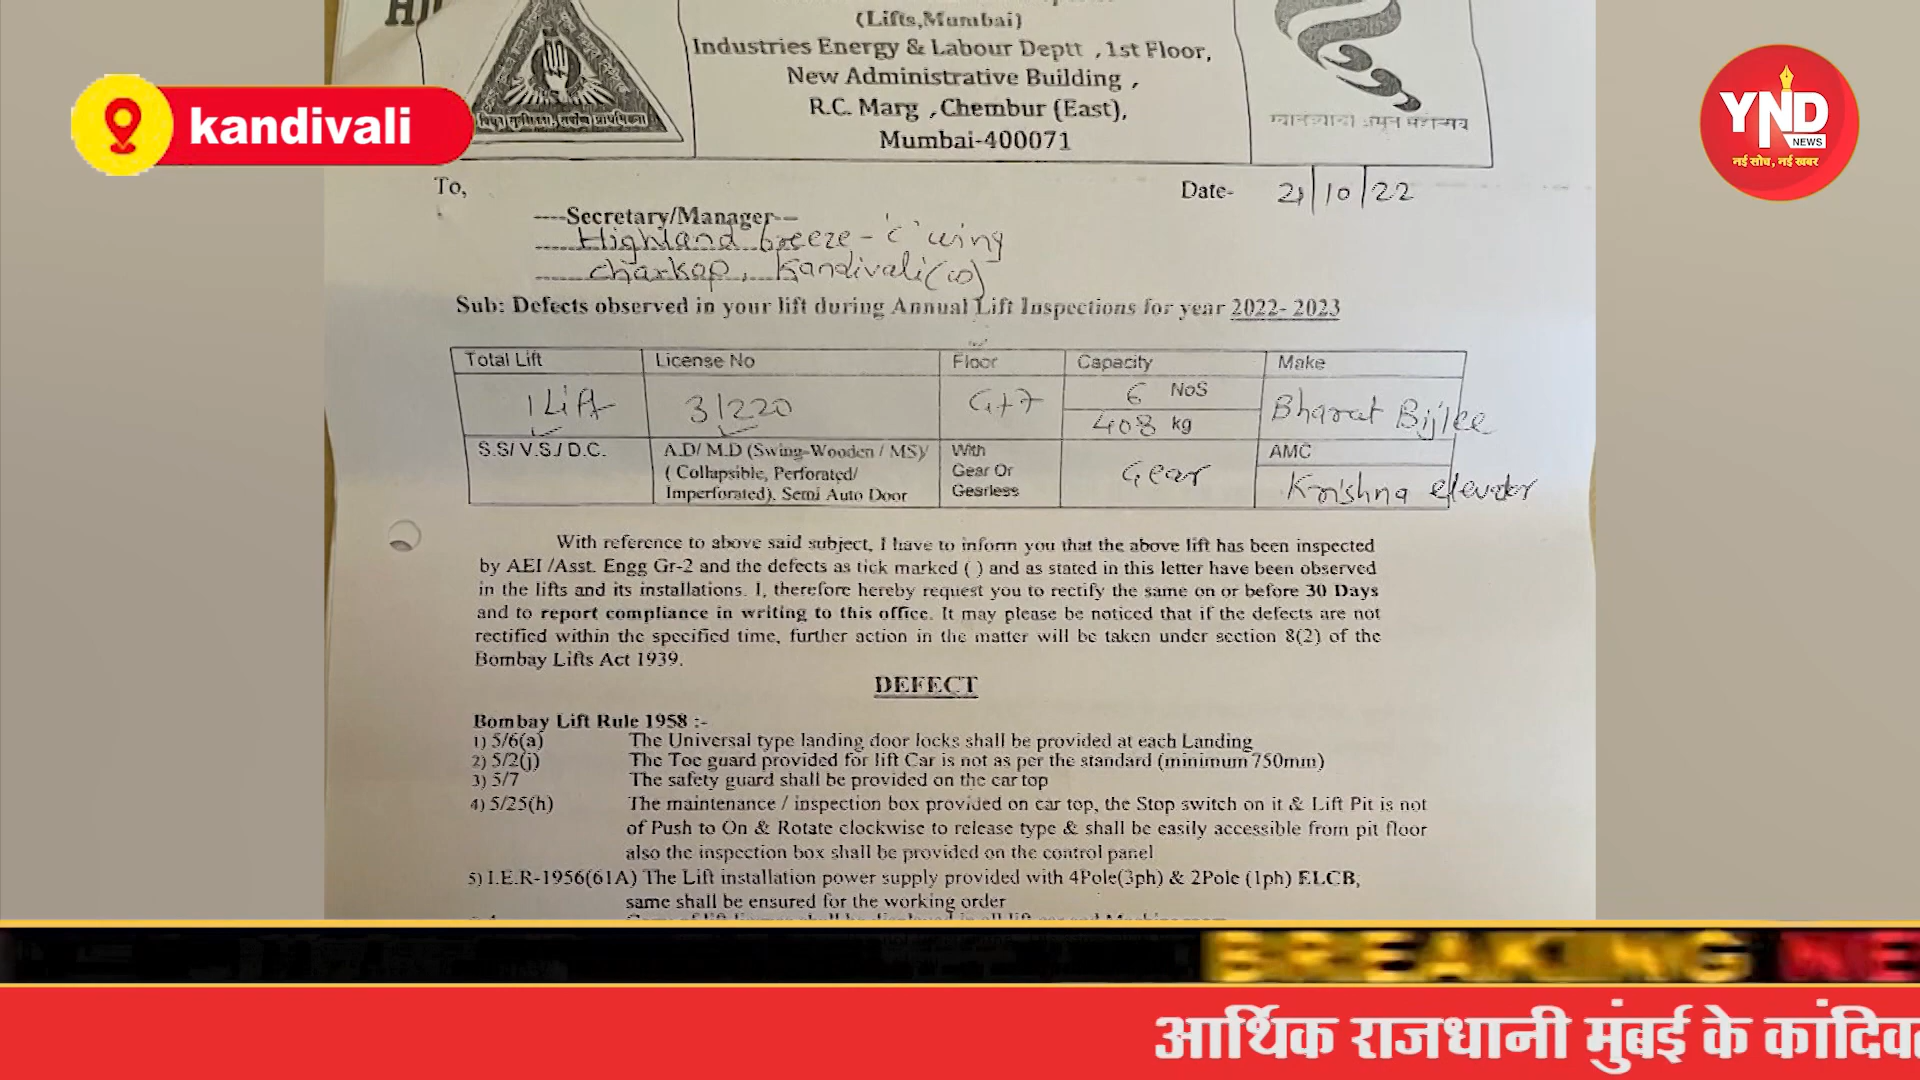 (Lifts,Mumbai)
Industries Energy & Labour Deptt ,1st Floor,
New Administrative Building ,
R.C. Marg ,Chembur (East),
Mumbai-400071
kandivali
YND
NEWS
नई सोच, नई खबर
To,
Date- 21/10/22
----Secretary/Manager---
Highland breeze - 'c' wing
charkop, Kandivali(w)
Sub: Defects observed in your lift during Annual Lift Inspections for year 2022- 2023
Total Lift License No Floor Capacity Make
1 Lift 31220 G+7 6 NoS Bharat Bijlee
408 kg
S.S/ V.S./ D.C. A.D/ M.D (Swing-Wooden / MS)/ With AMC
( Collapsible, Perforated/ Gear Or Gear
Imperforated), Semi Auto Door Gearless Krishna elevator
With reference to above said subject, I have to inform you that the above lift has been inspected
by AEI /Asst. Engg Gr-2 and the defects as tick marked ( ) and as stated in this letter have been observed
in the lifts and its installations. I, therefore hereby request you to rectify the same on or before 30 Days
and to report compliance in writing to this office. It may please be noticed that if the defects are not
rectified within the specified time, further action in the matter will be taken under section 8(2) of the
Bombay Lifts Act 1939.
DEFECT
Bombay Lift Rule 1958 :-
1) 5/6(a) The Universal type landing door locks shall be provided at each Landing
2) 5/2(j) The Toe guard provided for lift Car is not as per the standard (minimum 750mm)
3) 5/7 The safety guard shall be provided on the car top
4) 5/25(h) The maintenance / inspection box provided on car top, the Stop switch on it & Lift Pit is not
of Push to On & Rotate clockwise to release type & shall be easily accessible from pit floor
also the inspection box shall be provided on the control panel
5) I.E.R-1956(61A) The Lift installation power supply provided with 4Pole(3ph) & 2Pole (1ph) ELCB,
same shall be ensured for the working order
BREAKING NE
आर्थिक राजधानी मुंबई के कांदिव